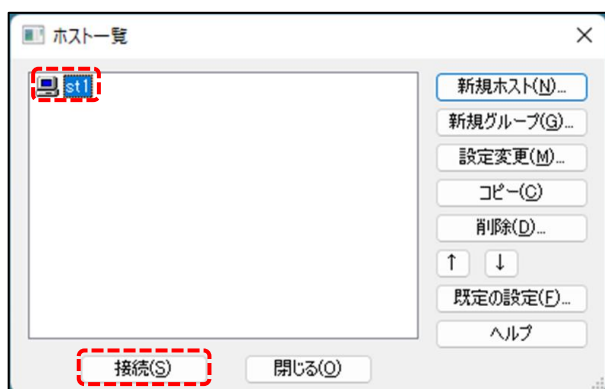 ホスト一覧
st1
新規ホスト(N)...
新規グループ(G)...
設定変更(M)...
コピー(C)
削除(D)...
↑ ↓
既定の設定(F)...
ヘルプ
接続(S) 閉じる(O)